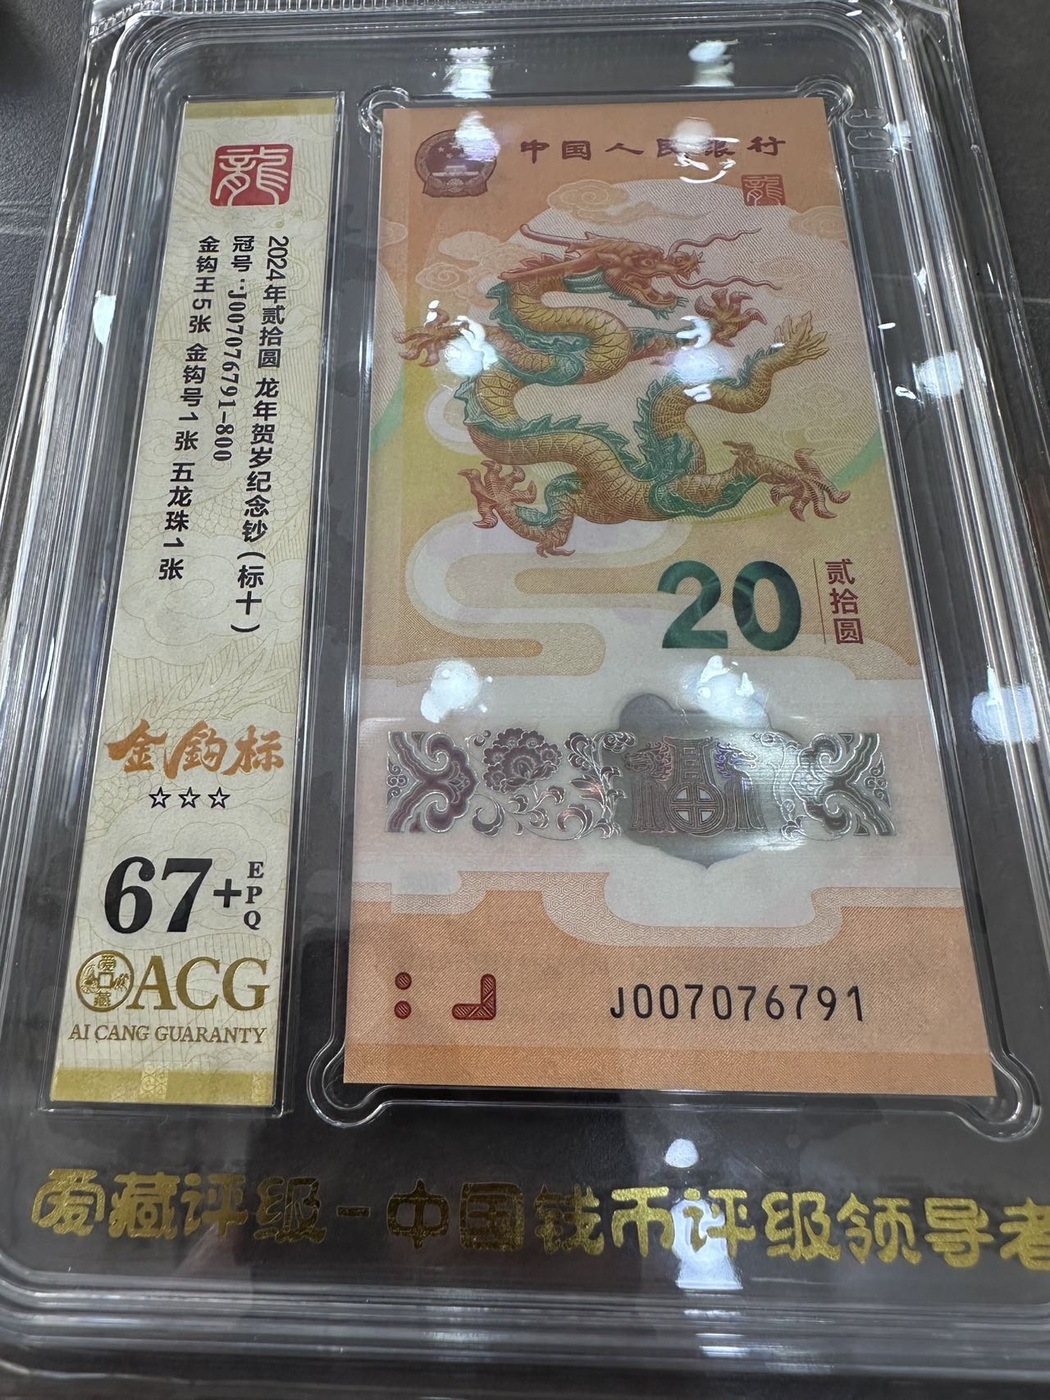 龍
2024年贰拾圆 龙年贺岁纪念钞(标十)
冠号:J007076791-800
金钩王5张 金钩号1张 五龙珠1张
金钩标
☆☆☆
67+EPQ
ACG
AI CANG GUARANTY
中国人民银行
龍
20
贰拾圆
J007076791
爱藏评级-中国钱币评级领导者